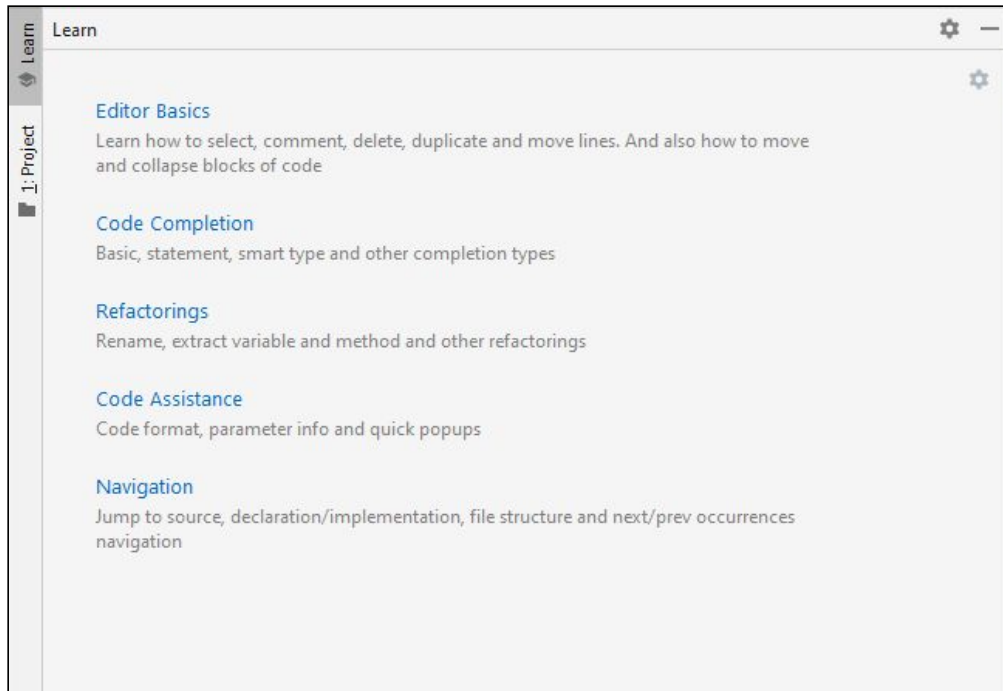 Learn
Learn
1: Project
Editor Basics
Learn how to select, comment, delete, duplicate and move lines. And also how to move
and collapse blocks of code
Code Completion
Basic, statement, smart type and other completion types
Refactorings
Rename, extract variable and method and other refactorings
Code Assistance
Code format, parameter info and quick popups
Navigation
Jump to source, declaration/implementation, file structure and next/prev occurrences
navigation